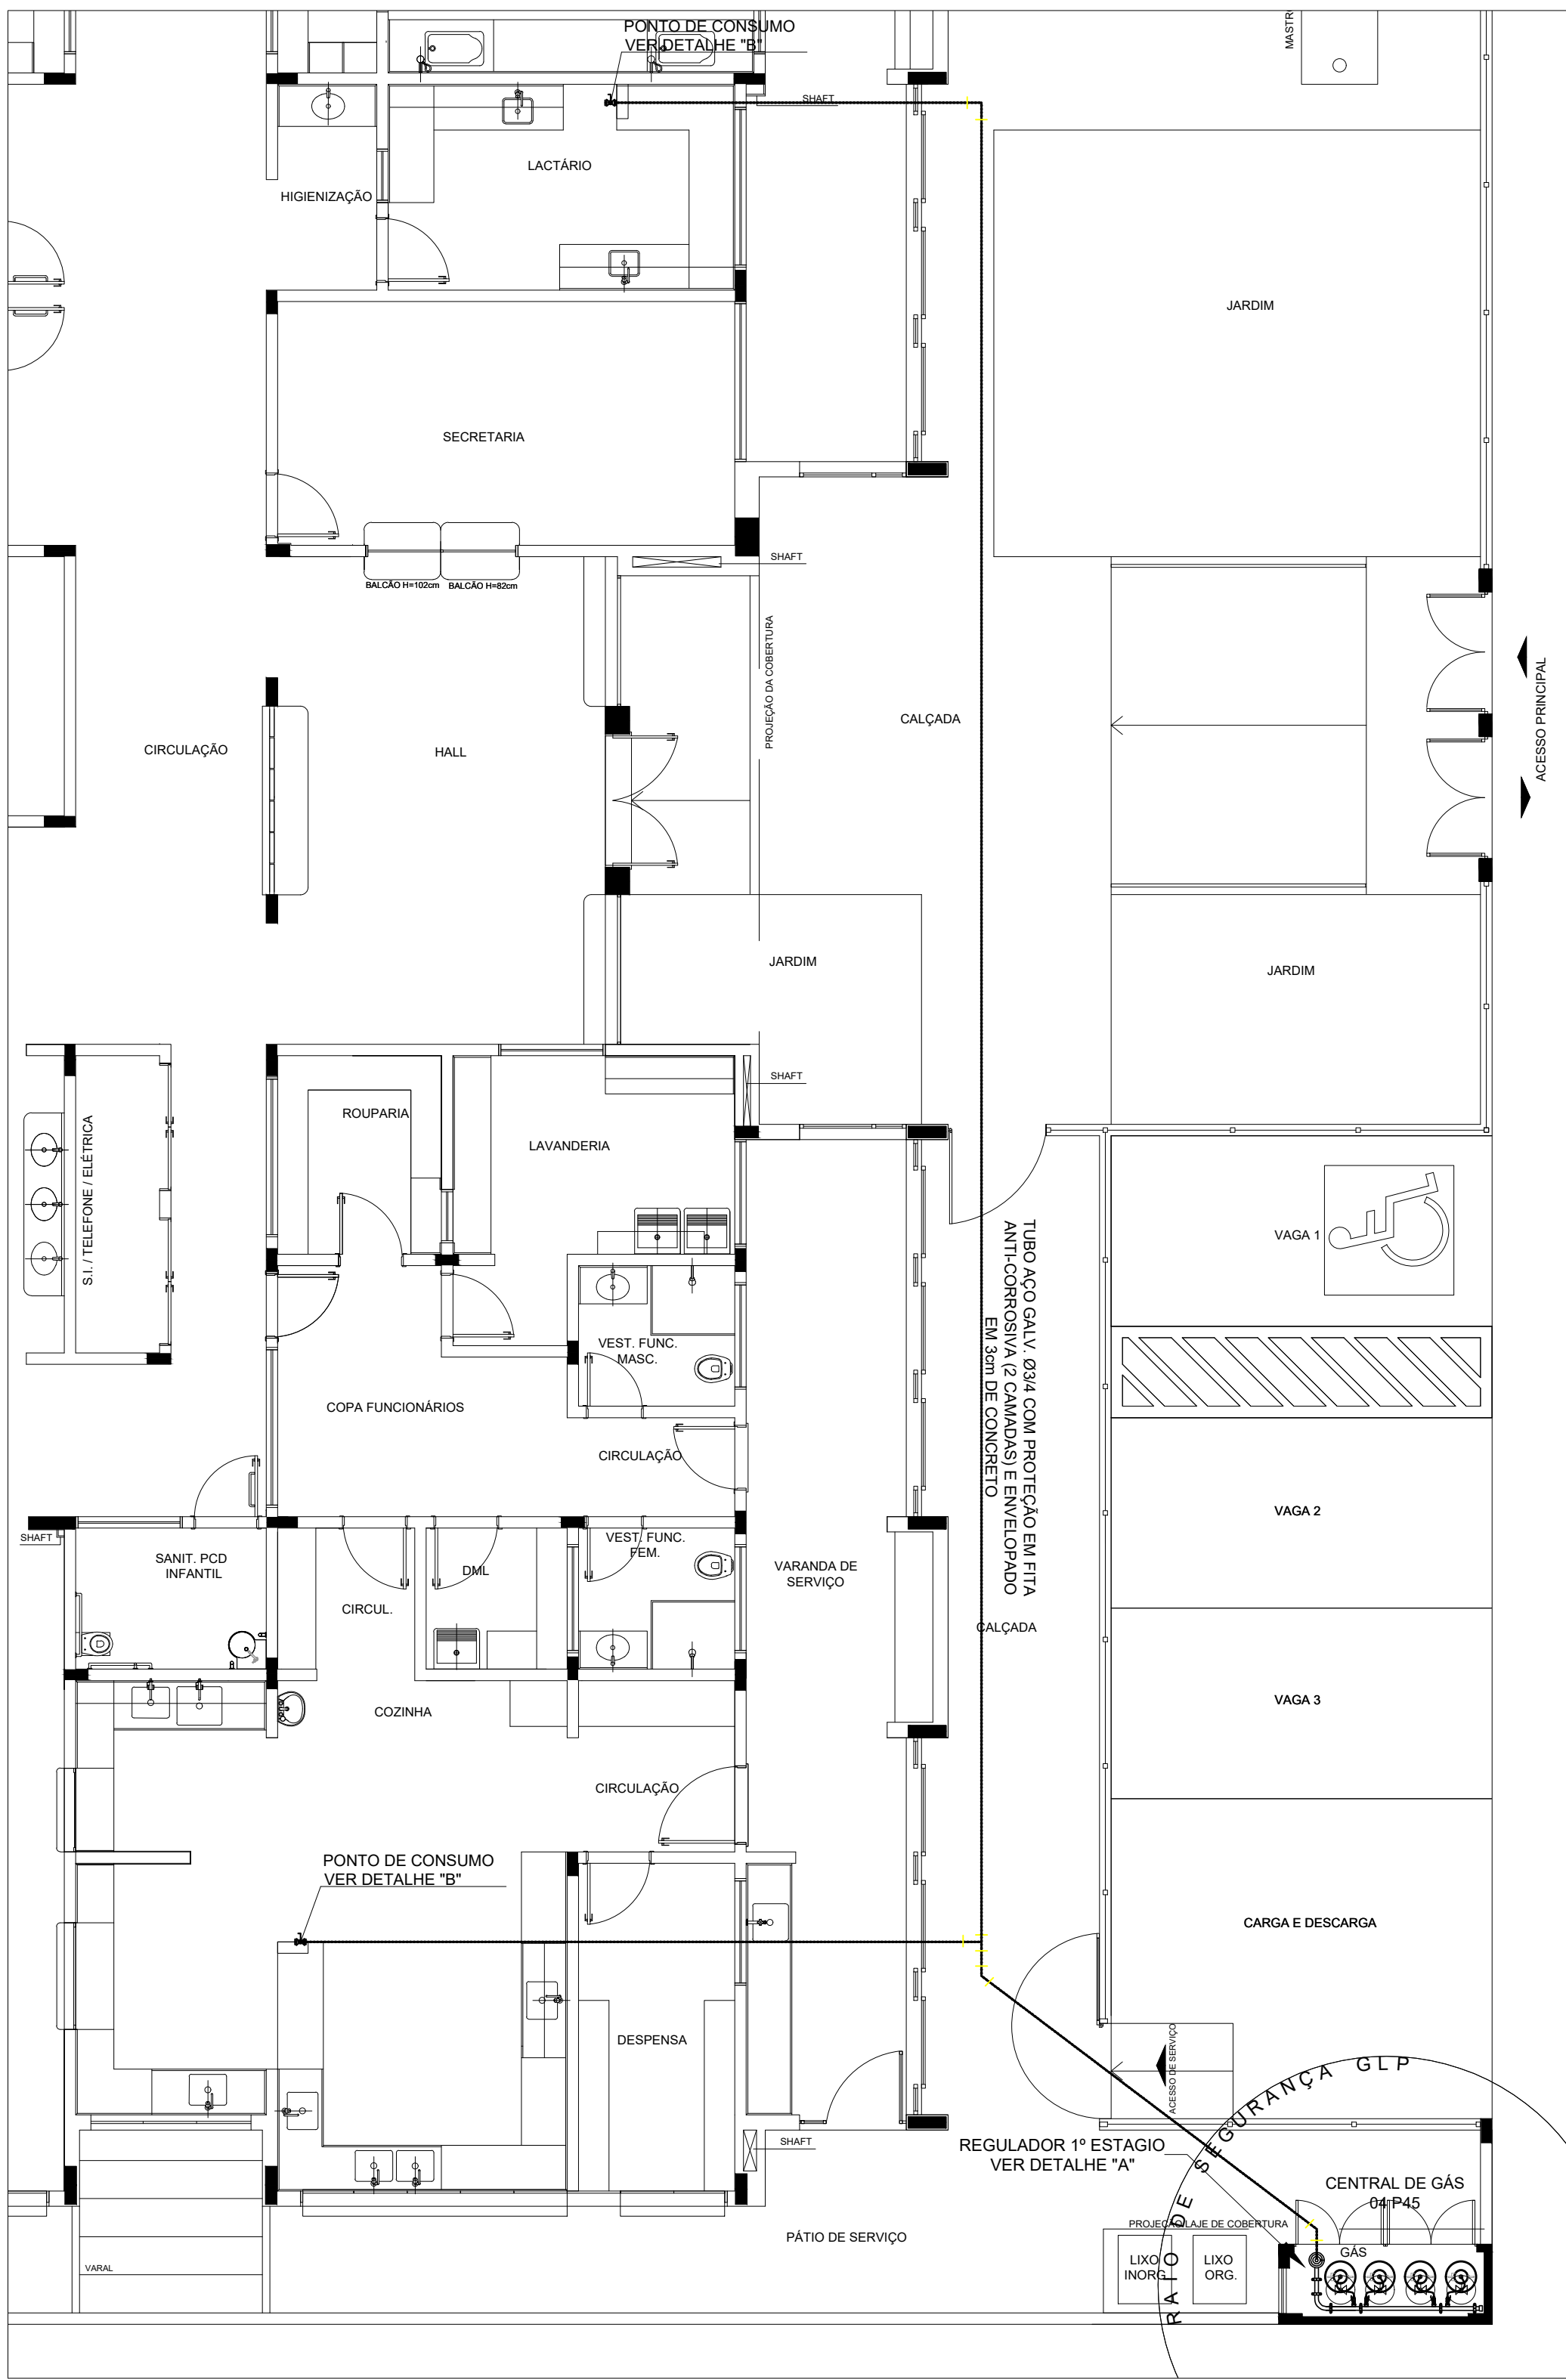 PONTO DE CONSUMO
VER DETALHE "B"
MASTR
SHAFT
LACTÁRIO
HIGIENIZAÇÃO
JARDIM
SECRETARIA
SHAFT
BALCÃO H=102cm
BALCÃO H=82cm
PROJEÇÃO DA COBERTURA
ACESSO PRINCIPAL
CALÇADA
CIRCULAÇÃO
HALL
JARDIM
JARDIM
SHAFT
ROUPARIA
LAVANDERIA
S.I. / TELEFONE / ELÉTRICA
VAGA 1
TUBO AÇO GALV. Ø3/4 COM PROTEÇÃO EM FITA
ANTI-CORROSIVA (2 CAMADAS) E ENVELOPADO
EM 3cm DE CONCRETO
VEST. FUNC.
MASC.
COPA FUNCIONÁRIOS
CIRCULAÇÃO
VAGA 2
SHAFT
SANIT. PCD
INFANTIL
VEST. FUNC.
FEM.
DML
VARANDA DE
SERVIÇO
CIRCUL.
CALÇADA
VAGA 3
COZINHA
CIRCULAÇÃO
PONTO DE CONSUMO
VER DETALHE "B"
CARGA E DESCARGA
DESPENSA
ACESSO DE SERVIÇO
RAIO DE SEGURANÇA GLP
SHAFT
REGULADOR 1º ESTAGIO
VER DETALHE "A"
CENTRAL DE GÁS
04 P45
PROJEÇÃO LAJE DE COBERTURA
PÁTIO DE SERVIÇO
GÁS
LIXO
INORG.
LIXO
ORG.
VARAL